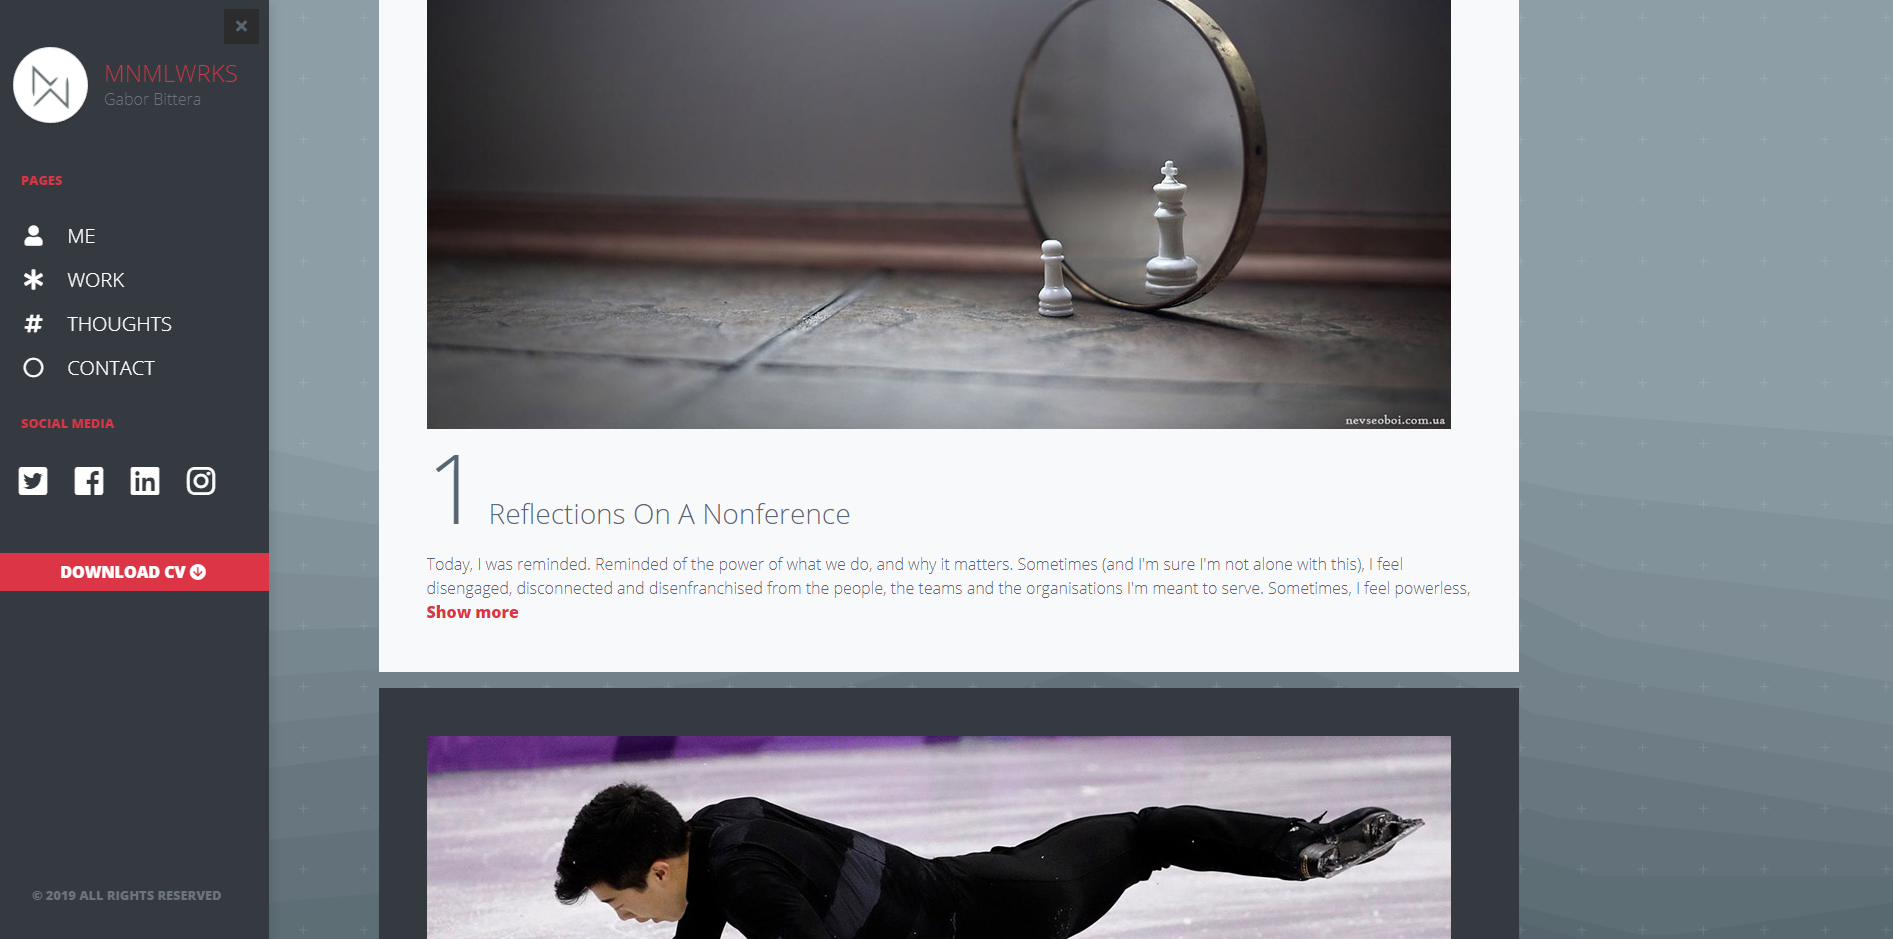 MNMLWRKS
Gabor Bittera
PAGES
ME
WORK
THOUGHTS
CONTACT
SOCIAL MEDIA
DOWNLOAD CV
© 2019 ALL RIGHTS RESERVED
nevseoboi.com.ua
1 Reflections On A Nonference
Today, I was reminded. Reminded of the power of what we do, and why it matters. Sometimes (and I'm sure I'm not alone with this), I feel
disengaged, disconnected and disenfranchised from the people, the teams and the organisations I'm meant to serve. Sometimes, I feel powerless,
Show more